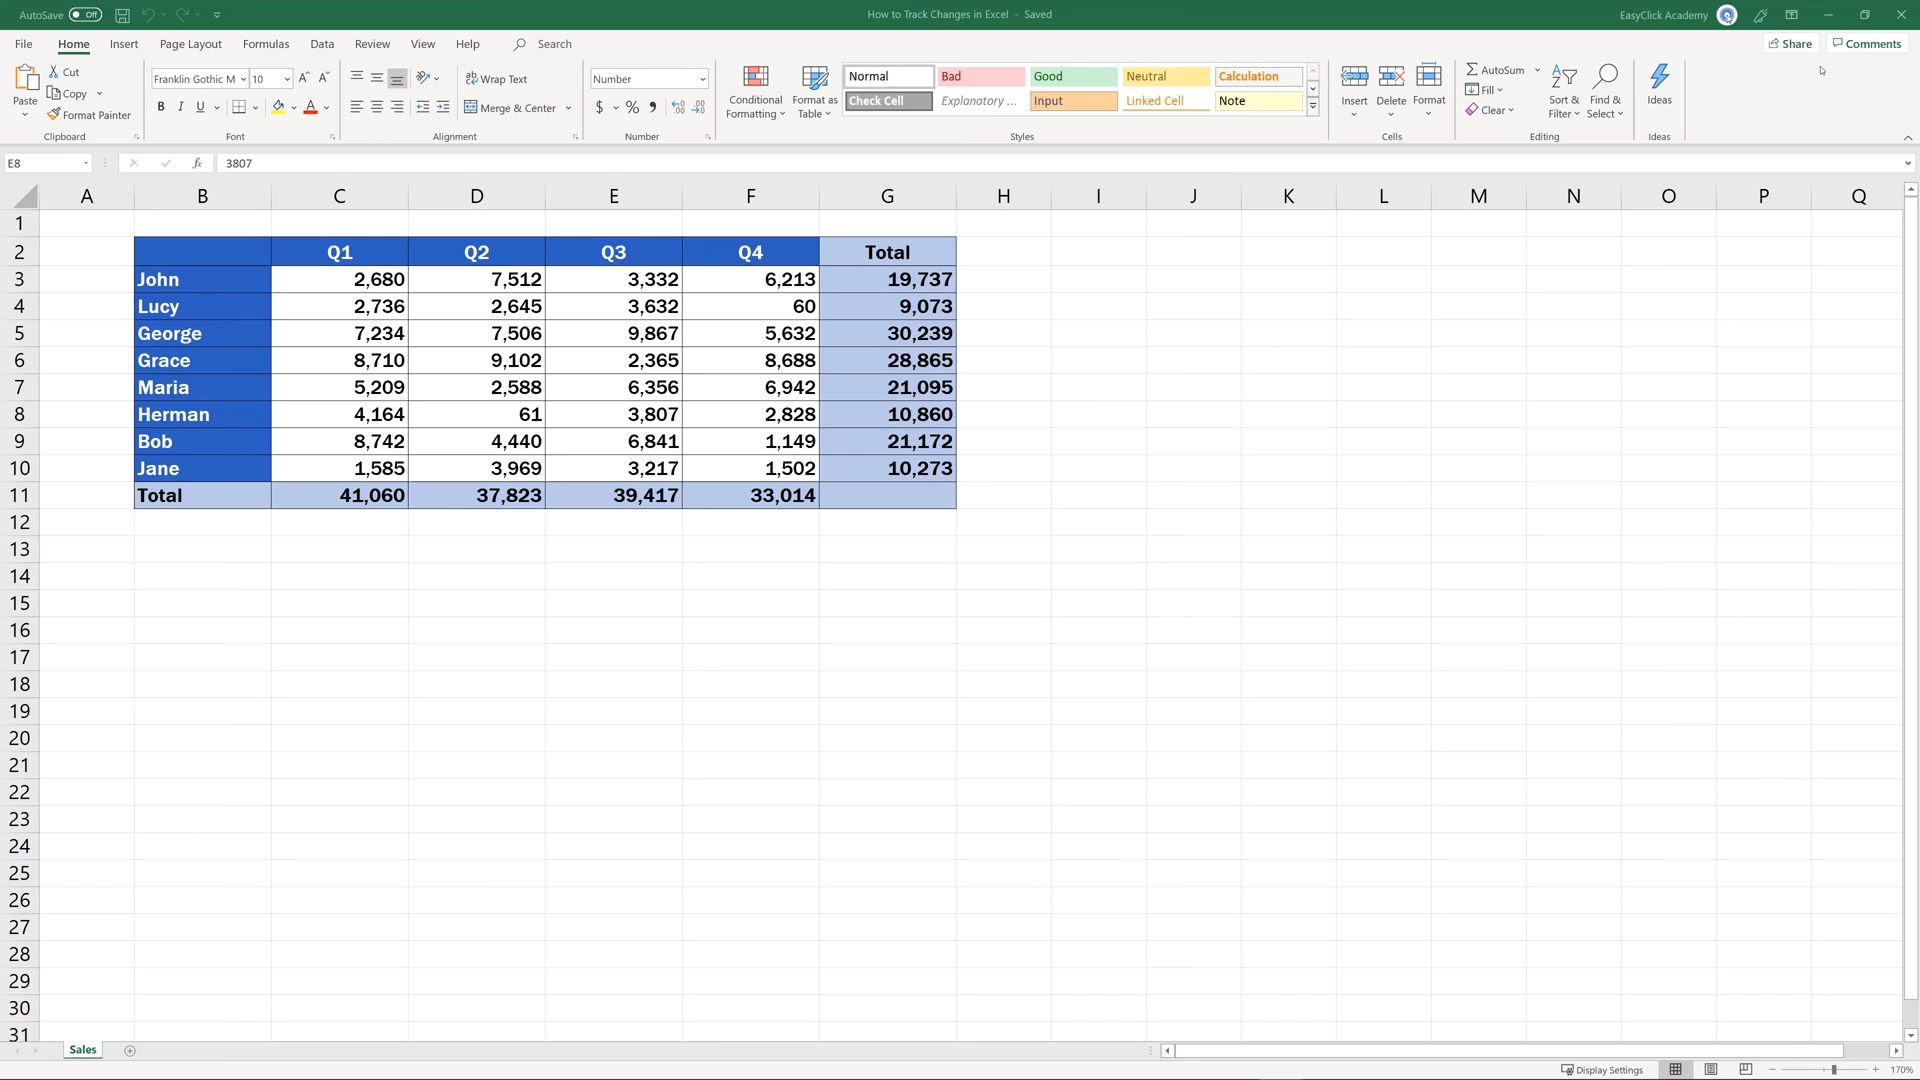 AutoSave Off How to Track Changes in Excel - Saved EasyClick Academy
File Home Insert Page Layout Formulas Data Review View Help Search Share Comments
Paste Cut Copy Format Painter Clipboard
Franklin Gothic M 10 B I U Font
Wrap Text Merge & Center Alignment
Number $ % Number
Conditional Formatting Format as Table
Normal Bad Good Neutral Calculation
Check Cell Explanatory ... Input Linked Cell Note
Styles
Insert Delete Format Cells
AutoSum Fill Clear Sort & Filter Find & Select Editing
Ideas Ideas
E8 fx 3807
A B C D E F G H I J K L M N O P Q
1
2 Q1 Q2 Q3 Q4 Total
3 John 2,680 7,512 3,332 6,213 19,737
4 Lucy 2,736 2,645 3,632 60 9,073
5 George 7,234 7,506 9,867 5,632 30,239
6 Grace 8,710 9,102 2,365 8,688 28,865
7 Maria 5,209 2,588 6,356 6,942 21,095
8 Herman 4,164 61 3,807 2,828 10,860
9 Bob 8,742 4,440 6,841 1,149 21,172
10 Jane 1,585 3,969 3,217 1,502 10,273
11 Total 41,060 37,823 39,417 33,014
12
13
14
15
16
17
18
19
20
21
22
23
24
25
26
27
28
29
30
31
Sales
Display Settings 170%